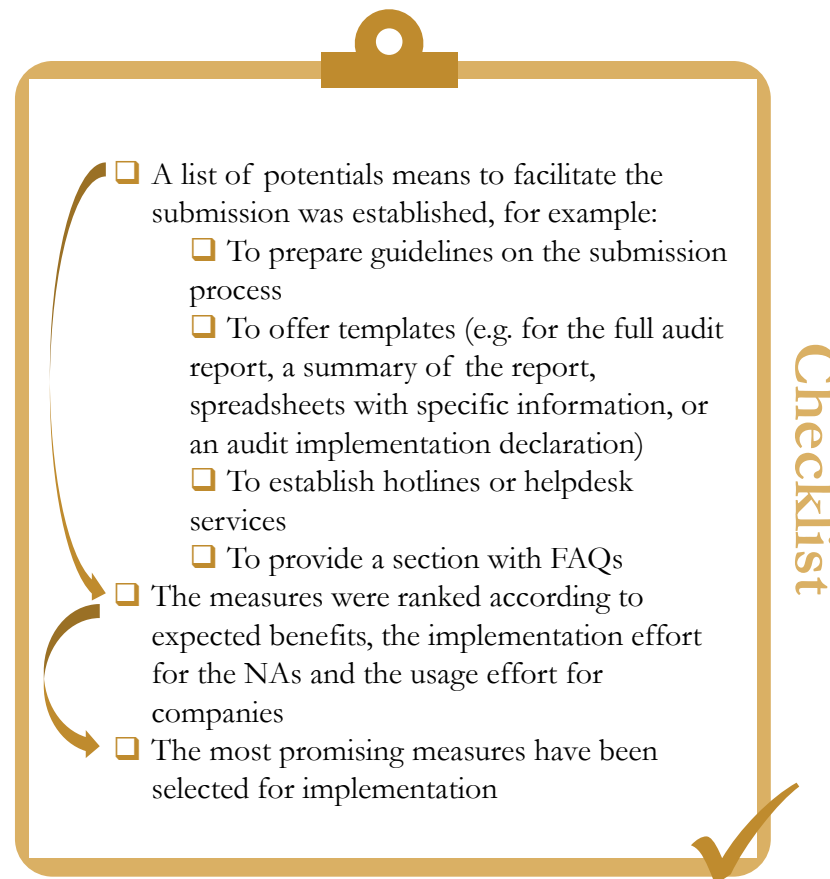 A list of potentials means to facilitate the
submission was established, for example:
To prepare guidelines on the submission
process
To offer templates (e.g. for the full audit
report, a summary of the report,
spreadsheets with specific information, or
an audit implementation declaration)
To establish hotlines or helpdesk
services
To provide a section with FAQs
The measures were ranked according to
expected benefits, the implementation effort
for the NAs and the usage effort for
companies
The most promising measures have been
selected for implementation
Checklist